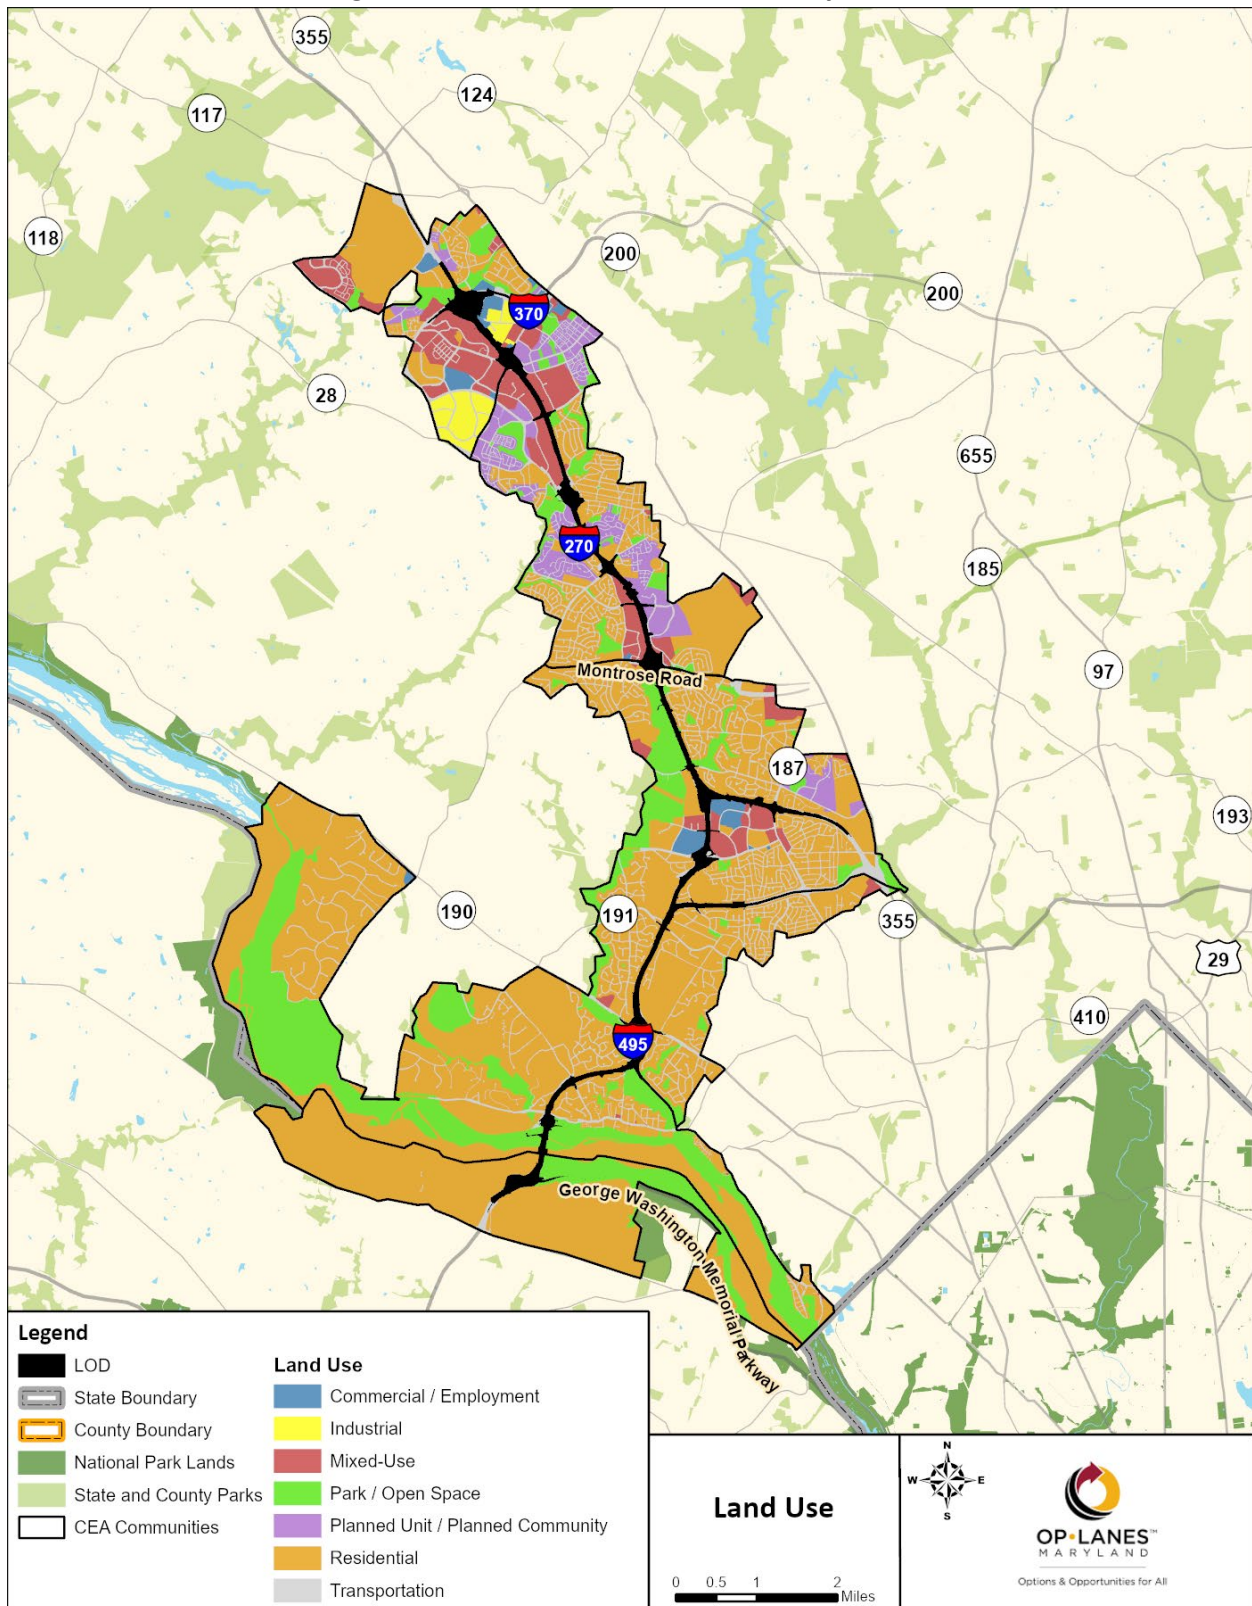 355
124
117
118
200
200
370
28
655
270
185
Montrose Road
97
187
193
190
191
355
29
410
495
George Washington Memorial Parkway
Legend
LOD
State Boundary
County Boundary
National Park Lands
State and County Parks
CEA Communities
Land Use
Commercial / Employment
Industrial
Mixed-Use
Park / Open Space
Planned Unit / Planned Community
Residential
Transportation
Land Use
0 0.5 1 2
Miles
N
W E
S
OP•LANES™
MARYLAND
Options & Opportunities for All